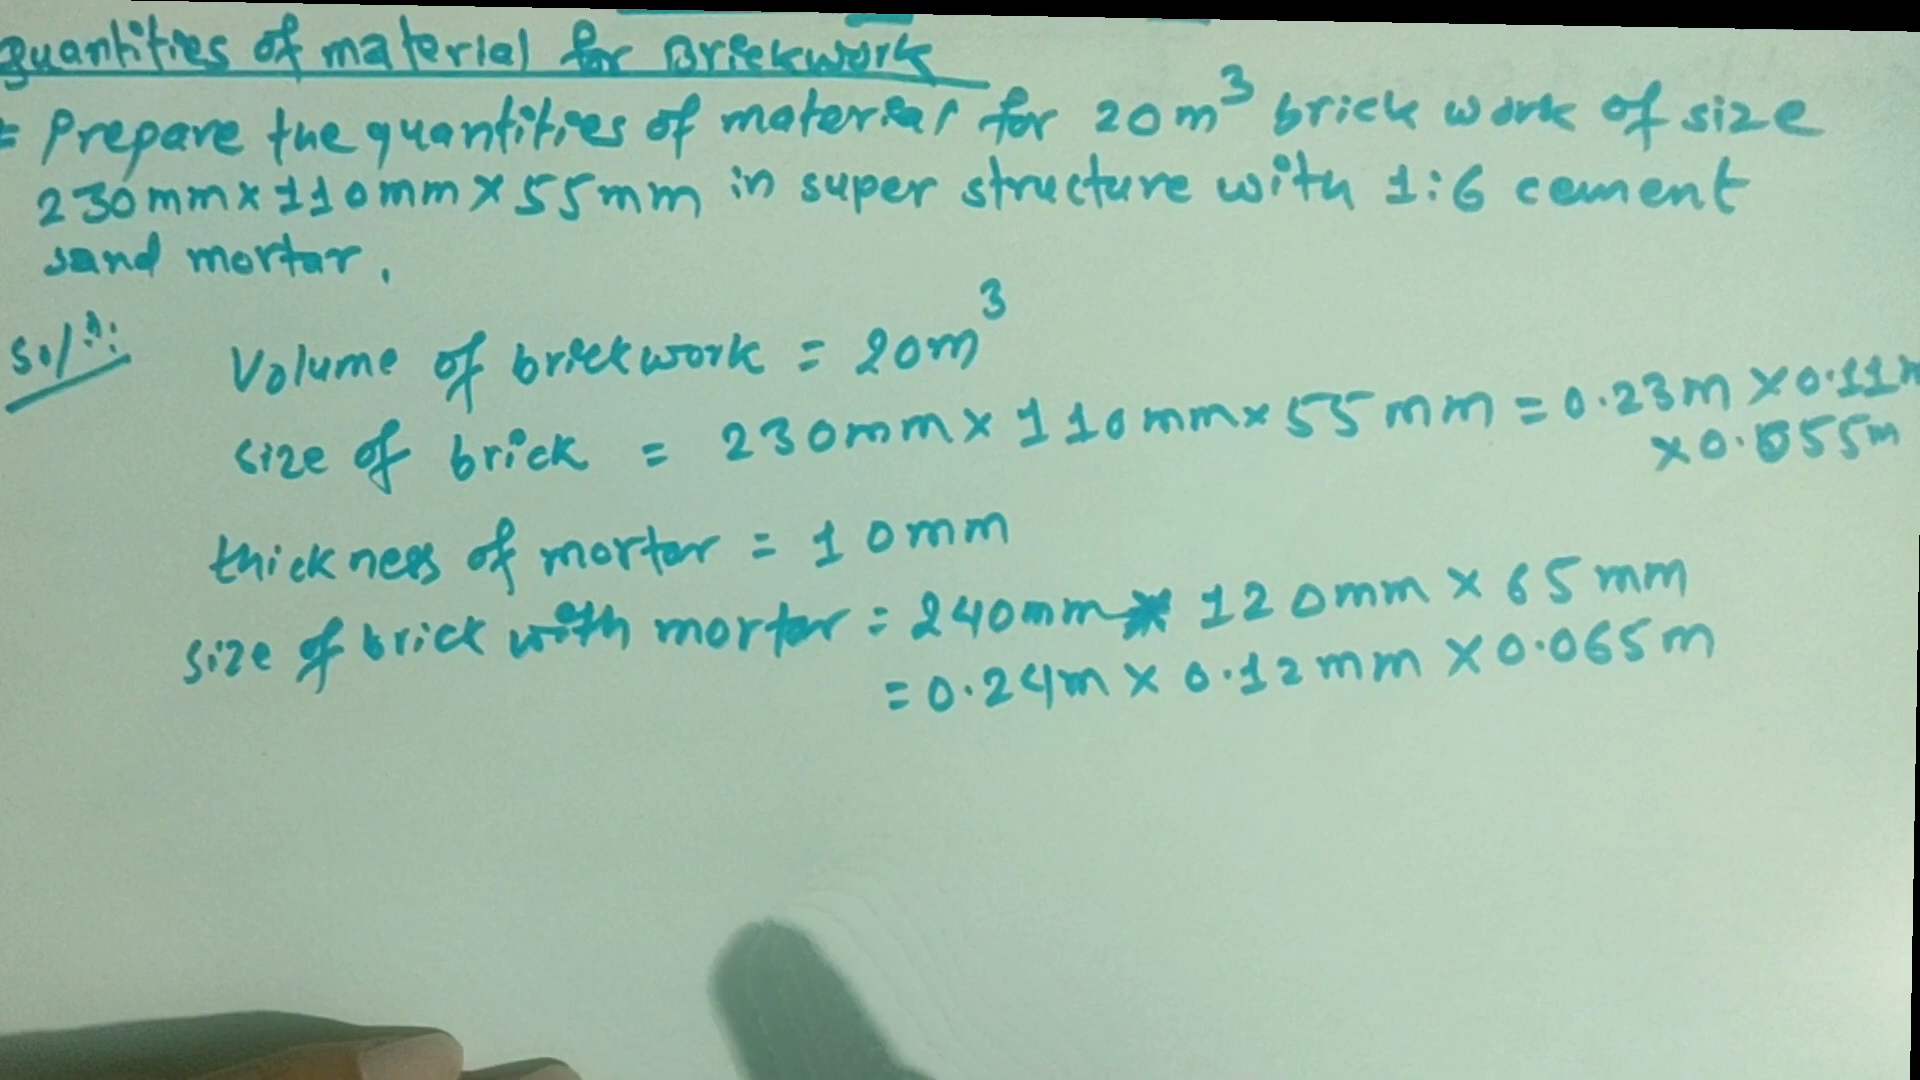 Quantities of material for Brickwork
= Prepare the quantities of material for 20m³ brick work of size
230mm x 110mm x 55mm in super structure with 1:6 cement
sand mortar.
Solⁿ:
Volume of brickwork = 20m³
size of brick = 230mm x 110mm x 55mm = 0.23m x 0.11m
x 0.055m
thickness of mortar = 10mm
size of brick with mortar = 240mm x 120mm x 65mm
= 0.24m x 0.12mm x 0.065m